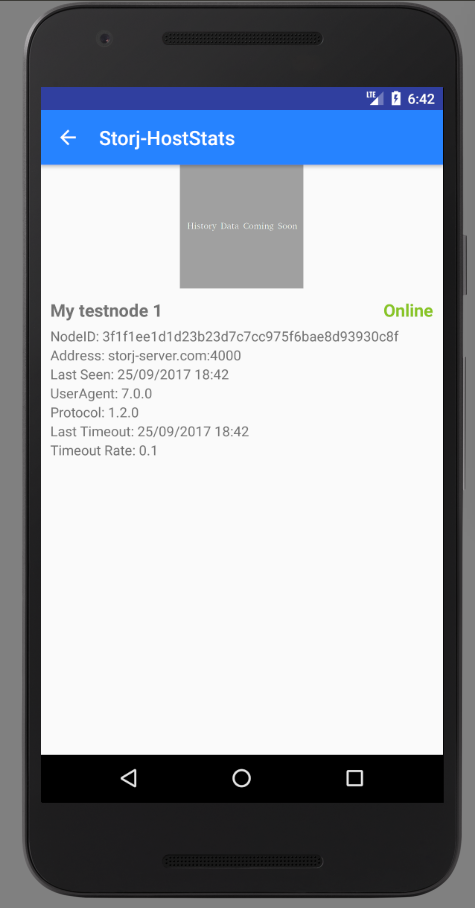 LTE 6:42
Storj-HostStats
History Data Coming Soon
My testnode 1 Online
NodeID: 3f1f1ee1d1d23b23d7c7cc975f6bae8d93930c8f
Address: storj-server.com:4000
Last Seen: 25/09/2017 18:42
UserAgent: 7.0.0
Protocol: 1.2.0
Last Timeout: 25/09/2017 18:42
Timeout Rate: 0.1